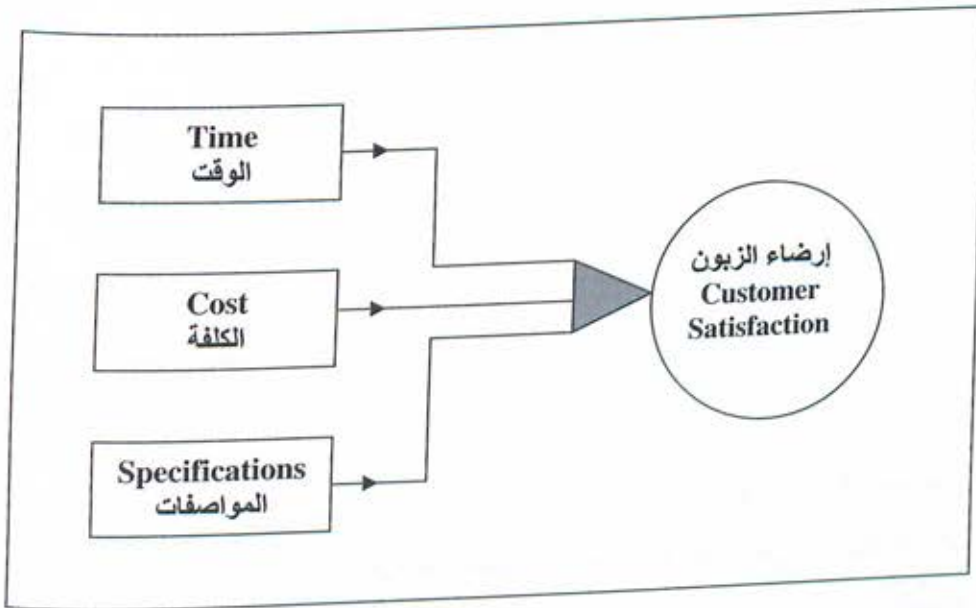 Time
الوقت
Cost
الكلفة
Specifications
المواصفات
إرضاء الزبون
Customer
Satisfaction